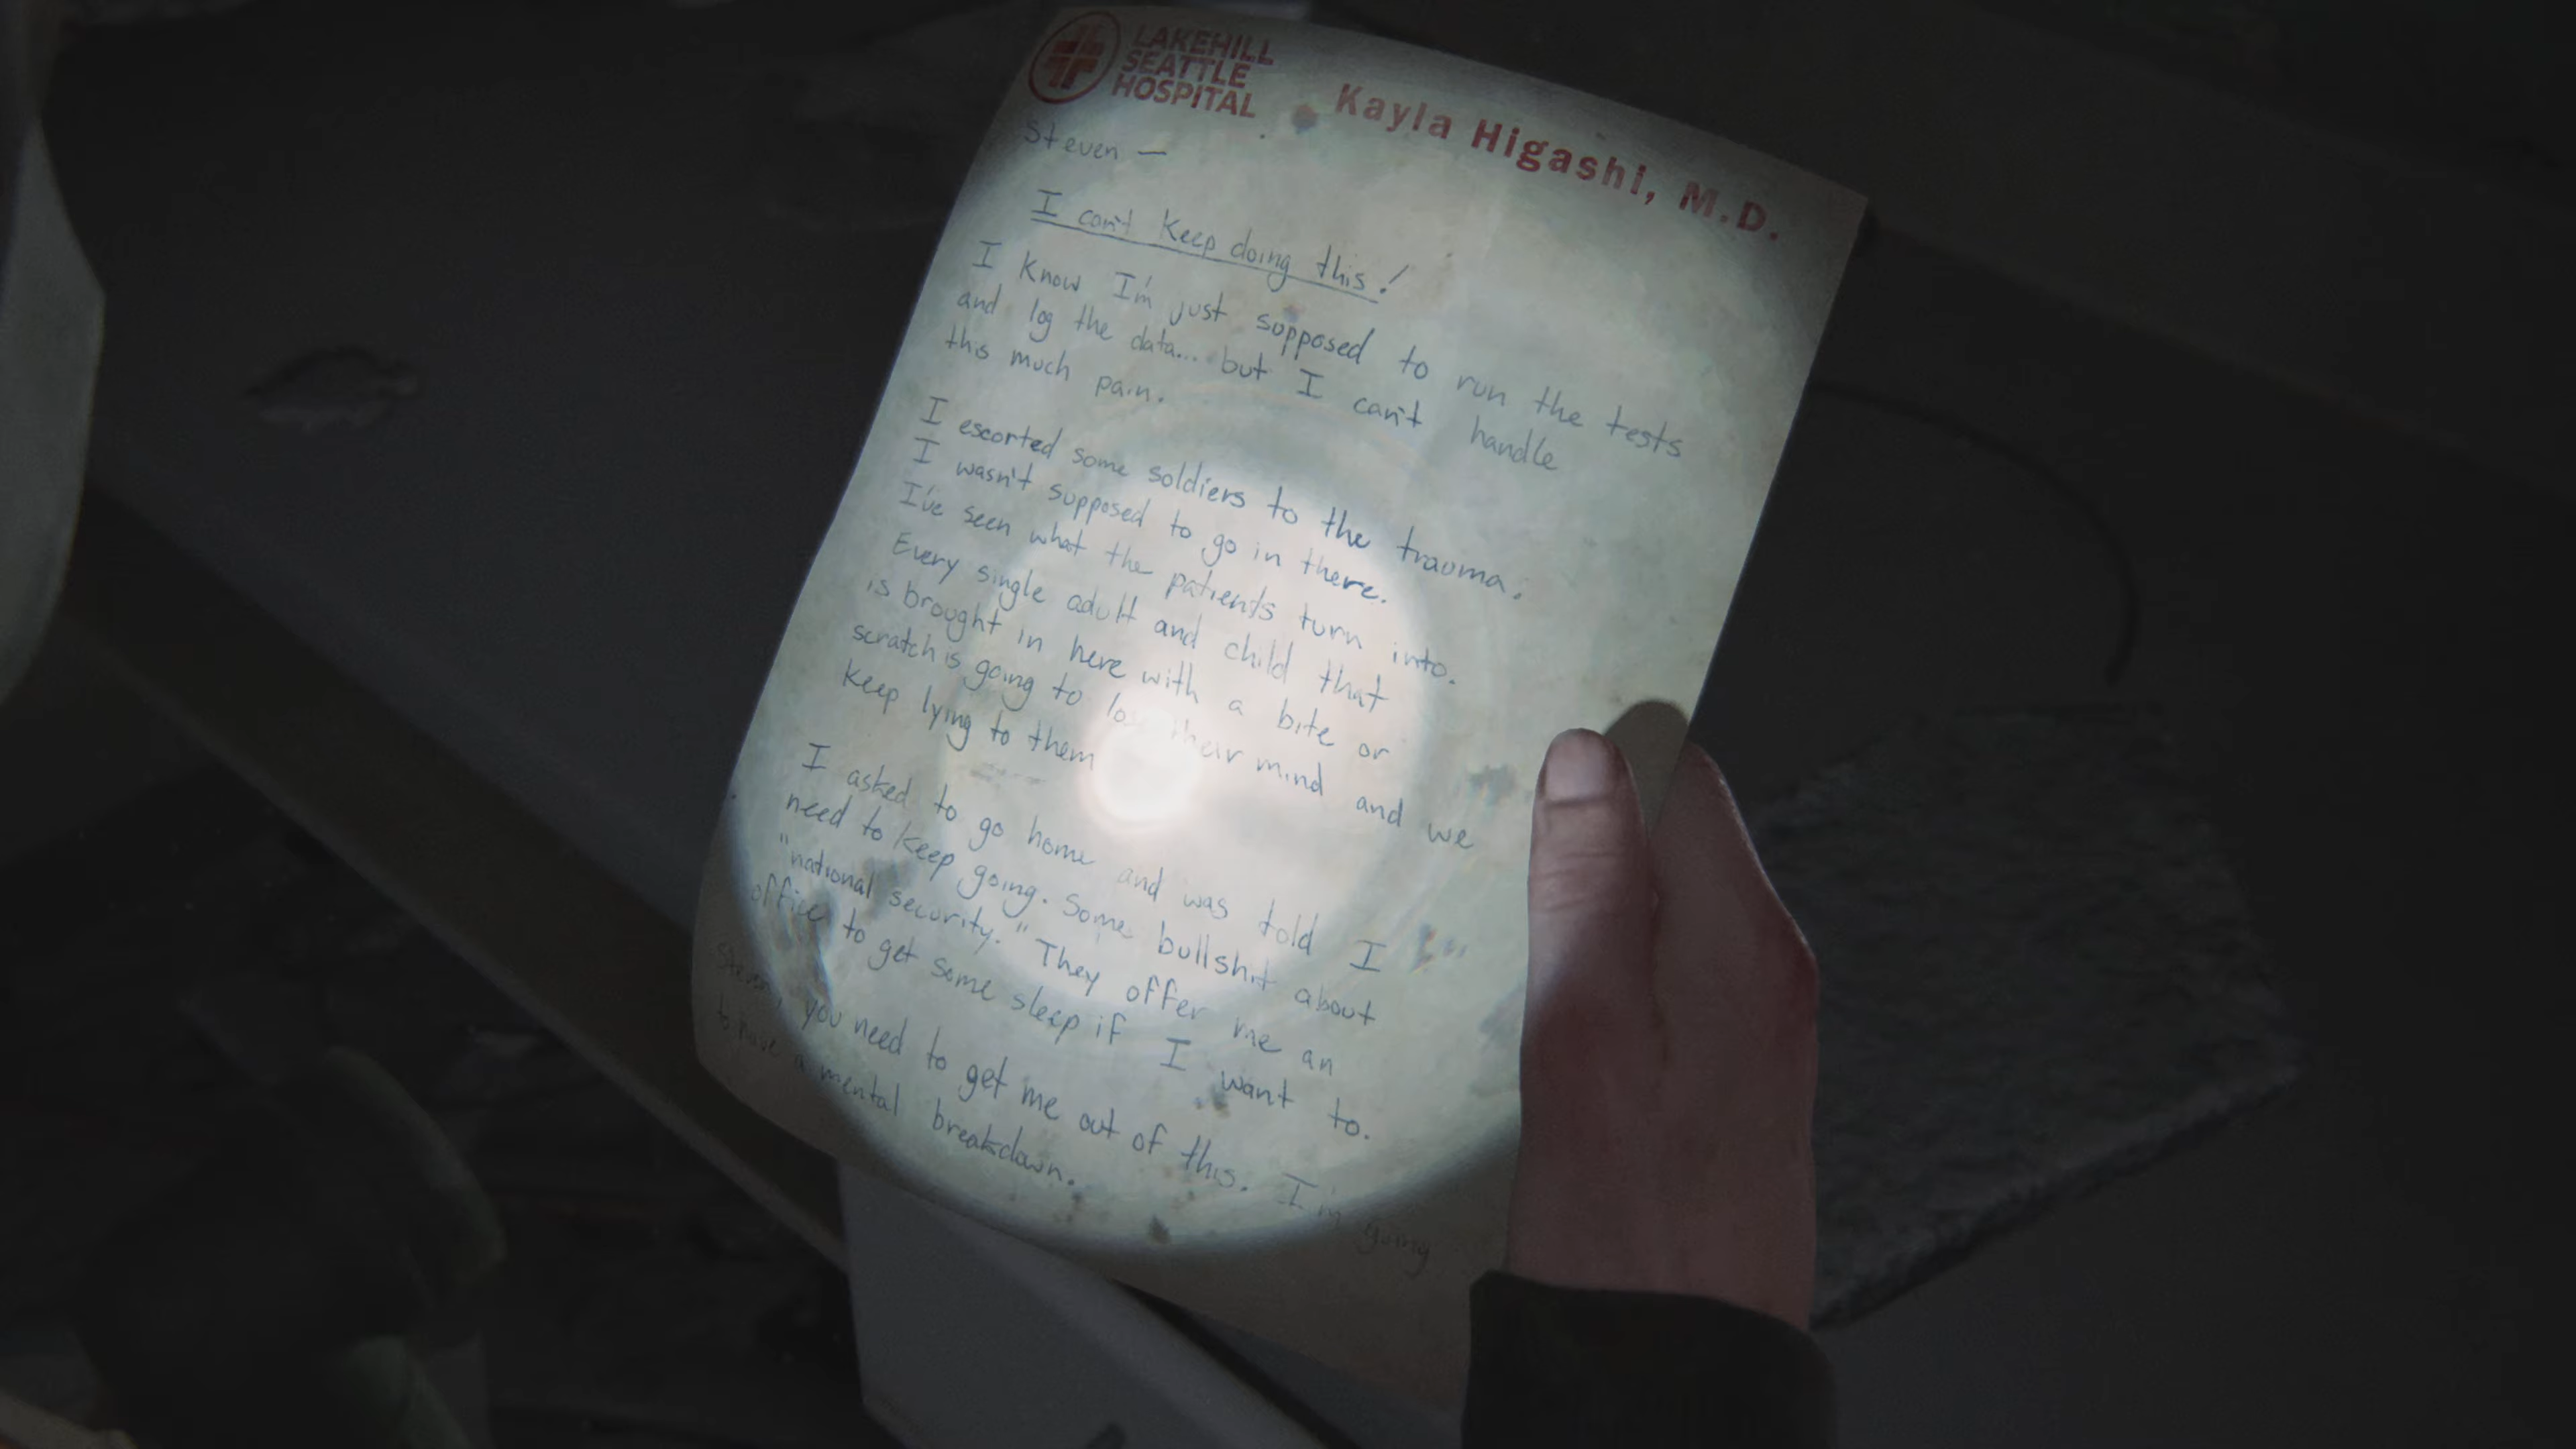 LAKEHILL
SEATTLE
HOSPITAL
Kayla Higashi, M.D.
Steven —
I can't keep doing this!
I know I'm just supposed to run the tests
and log the data... but I can't handle
this much pain.
I escorted some soldiers to the trauma.
I wasn't supposed to go in there.
I've seen what the patients turn into.
Every single adult and child that
is brought in here with a bite or
scratch is going to lose their mind and we
keep lying to them
I asked to go home and was told I
need to keep going. Some bullshit about
"national security." They offer me an
office to get some sleep if I want to.
Steven, you need to get me out of this. I'm going
to have a mental breakdown.